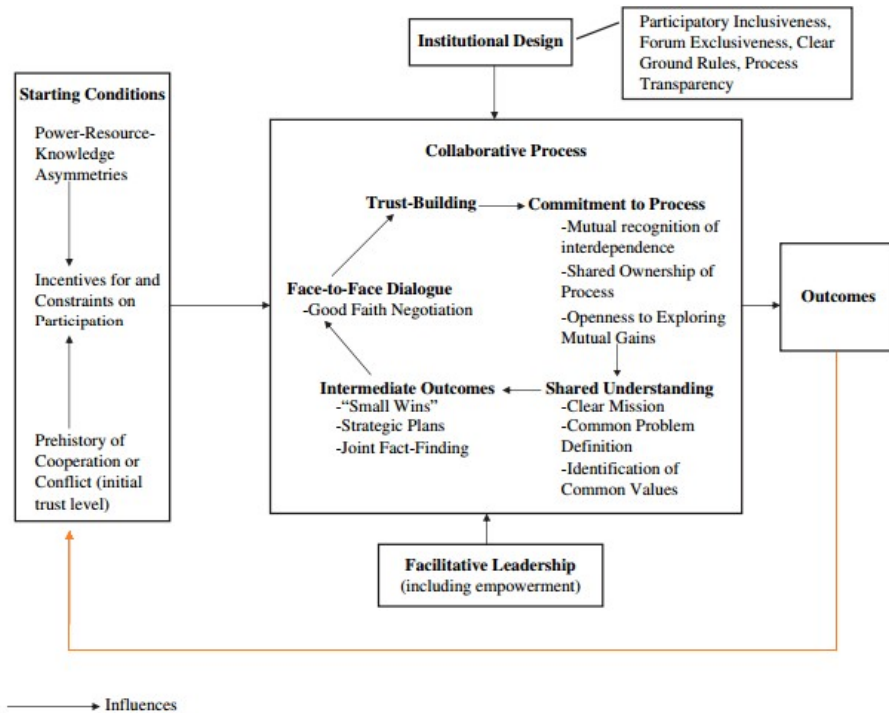 Institutional Design
Participatory Inclusiveness,
Forum Exclusiveness, Clear
Ground Rules, Process
Transparency
Starting Conditions
Power-Resource-
Knowledge
Asymmetries
Incentives for and
Constraints on
Participation
Prehistory of
Cooperation or
Conflict (initial
trust level)
Collaborative Process
Trust-Building
Commitment to Process
-Mutual recognition of
interdependence
-Shared Ownership of
Process
-Openness to Exploring
Mutual Gains
Face-to-Face Dialogue
-Good Faith Negotiation
Intermediate Outcomes
-“Small Wins”
-Strategic Plans
-Joint Fact-Finding
Shared Understanding
-Clear Mission
-Common Problem
Definition
-Identification of
Common Values
Outcomes
Facilitative Leadership
(including empowerment)
Influences